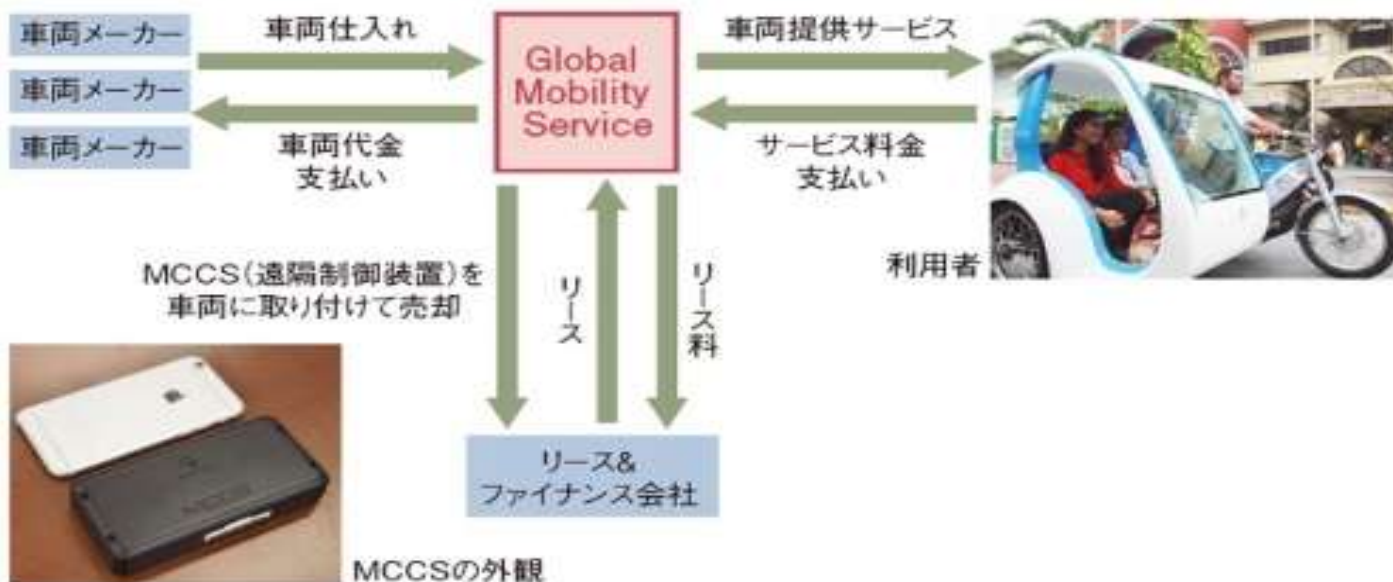 車両メーカー
車両メーカー
車両メーカー
車両仕入れ
車両代金
支払い
Global
Mobility
Service
車両提供サービス
サービス料金
支払い
利用者
MCCS(遠隔制御装置)を
車両に取り付けて売却
リース
リース料
リース&
ファイナンス会社
MCCSの外観